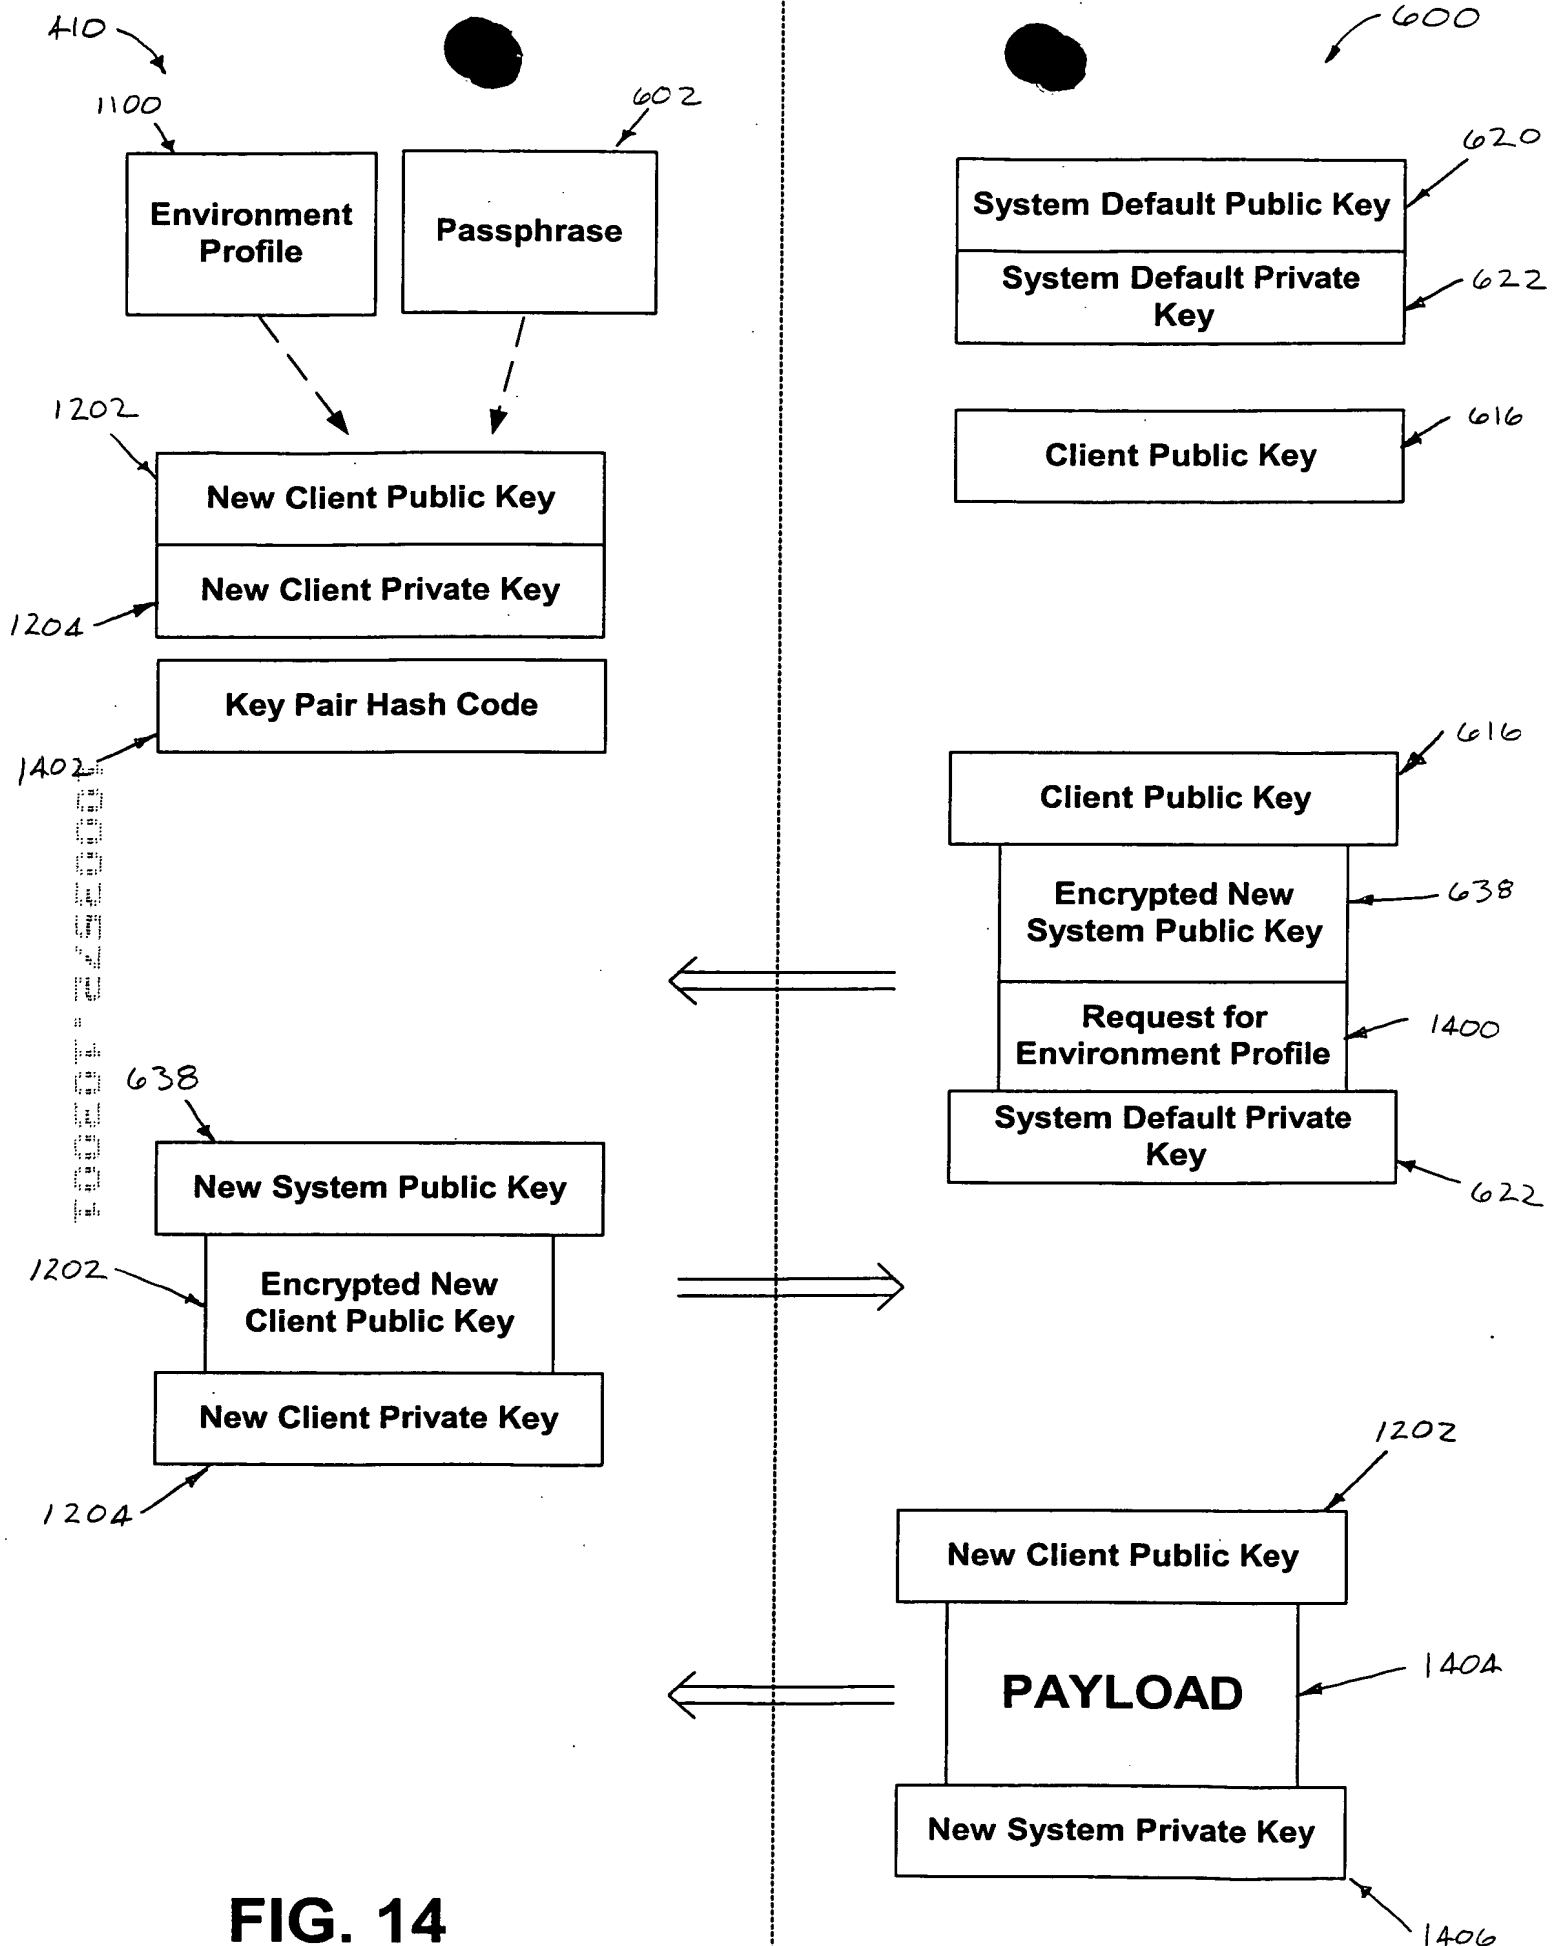 410
600
1100
602
620
Environment
Profile
Passphrase
System Default Public Key
System Default Private
Key
622
1202
616
Client Public Key
New Client Public Key
New Client Private Key
1204
Key Pair Hash Code
1402
616
Client Public Key
Encrypted New
System Public Key
638
Request for
Environment Profile
1400
System Default Private
Key
622
638
New System Public Key
1202
Encrypted New
Client Public Key
New Client Private Key
1204
1202
New Client Public Key
PAYLOAD
1404
New System Private Key
1406
FIG. 14